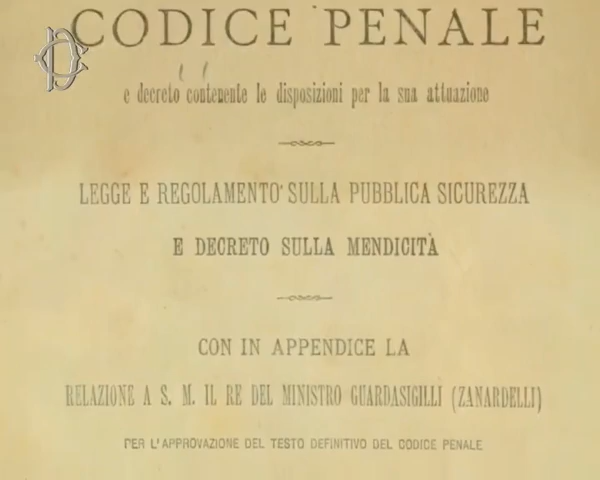 CODICE PENALE
e decreto contenente le disposizioni per la sua attuazione
LEGGE E REGOLAMENTO SULLA PUBBLICA SICUREZZA
E DECRETO SULLA MENDICITÀ
CON IN APPENDICE LA
RELAZIONE A S. M. IL RE DEL MINISTRO GUARDASIGILLI (ZANARDELLI)
PER L'APPROVAZIONE DEL TESTO DEFINITIVO DEL CODICE PENALE